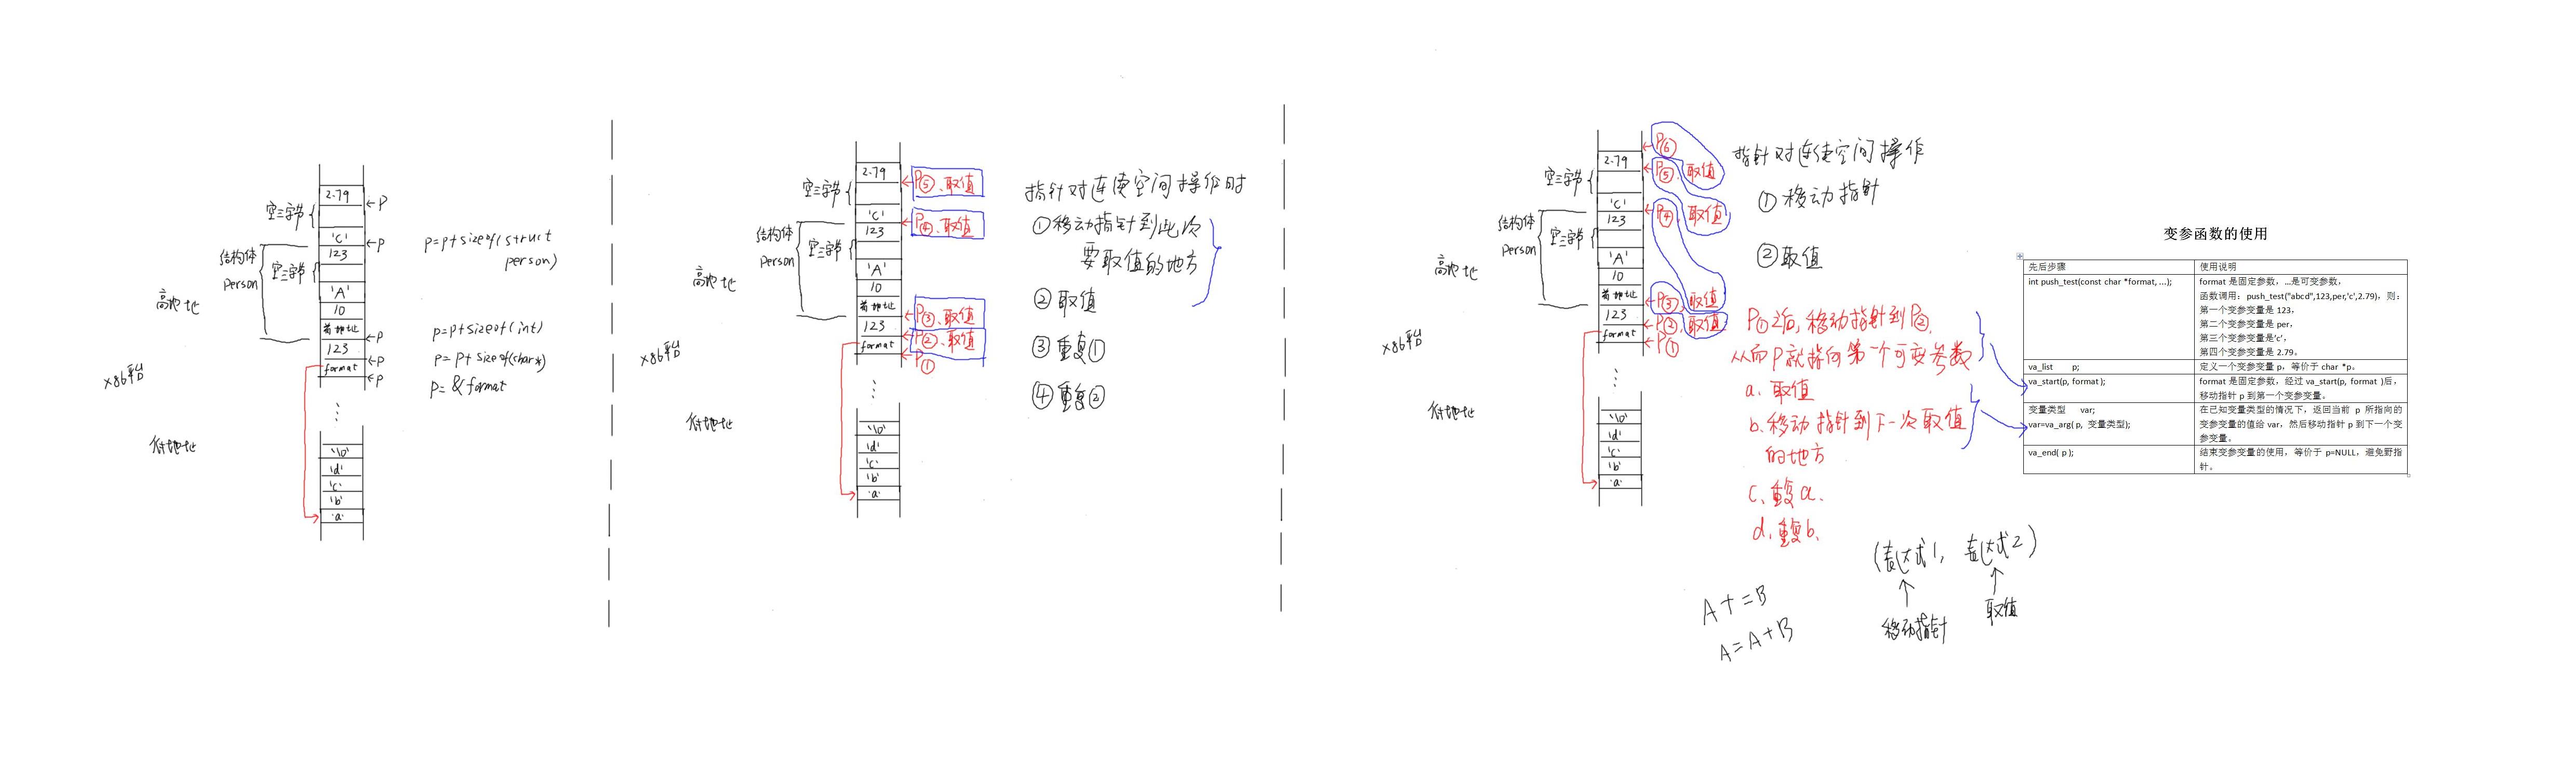 2.79
空三字节
←P
'C'
←P
P=P+sizeof(struct
person)
结构体
Person
123
空三字节
'A'
10
首地址
←P
P=P+sizeof(int)
123
←P
P=P+sizeof(char*)
format
←P
P=&format
高地址
x86平台
低地址
'\0'
'd'
'c'
'b'
'a'
2.79
空三字节
←P⑤、取值
'C'
←P④、取值
结构体
Person
123
空三字节
'A'
10
首地址
←P③、取值
123
←P②、取值
format
←P①
高地址
x86平台
低地址
'\0'
'd'
'c'
'b'
'a'
指针对连续空间操作时
①移动指针到此次
要取值的地方
②取值
③重复①
④重复②
←P⑥
2.79
←P⑤、取值
空三字节
'C'
←P④ 取值
结构体
Person
123
空三字节
'A'
10
首地址
←P③、取值
123
←P②、取值
format
←P①
高地址
x86平台
低地址
'\0'
'd'
'c'
'b'
'a'
指针对连续空间操作
①移动指针
②取值
P①之后,移动指针到P②,
从而P就指向第一个可变参数
a. 取值
b.移动指针到下一次取值
的地方
c、重复a.
d、重复b.
(表达式1, 表达式2)
↑ ↑
移动指针 取值
A+=B
A=A+B
变参函数的使用
先后步骤 使用说明
int push_test(const char *format, ...); format 是固定参数，...是可变参数，
函数调用：push_test("abcd",123,per,'c',2.79)，则：
第一个变参变量是 123，
第二个变参变量是 per，
第三个变参变量是'c'，
第四个变参变量是 2.79。
va_list p; 定义一个变参变量 p，等价于 char *p。
va_start(p, format ); format 是固定参数，经过 va_start(p, format )后，
移动指针 p 到第一个变参变量。
变量类型 var; 在已知变量类型的情况下，返回当前 p 所指向的
var=va_arg( p, 变量类型); 变参变量的值给 var，然后移动指针 p 到下一个变
参变量。
va_end( p ); 结束变参变量的使用，等价于 p=NULL，避免野指
针。